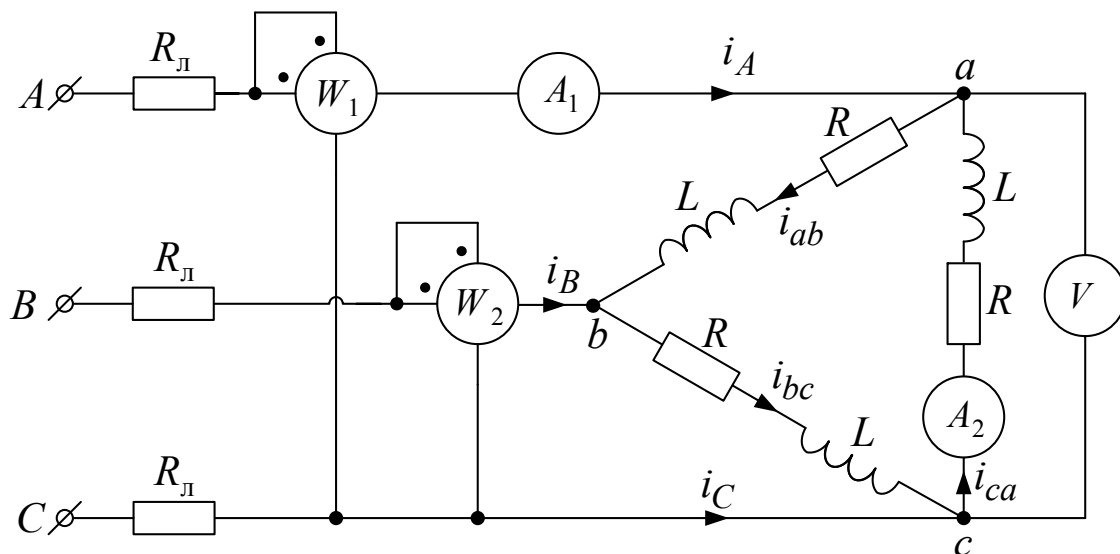 R_л
i_A
a
A
W_1
A_1
R
L
i_ab
L
R_л
i_B
B
W_2
b
R
R
V
i_bc
L
A_2
R_л
i_C
i_ca
C
c